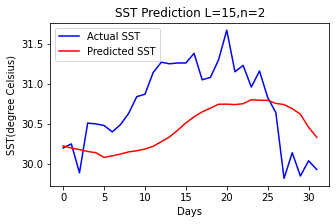 SST Prediction L=15,n=2
Actual SST
Predicted SST
SST(degree Celsius)
31.5
31.0
30.5
30.0
0
5
10
15
20
25
30
Days